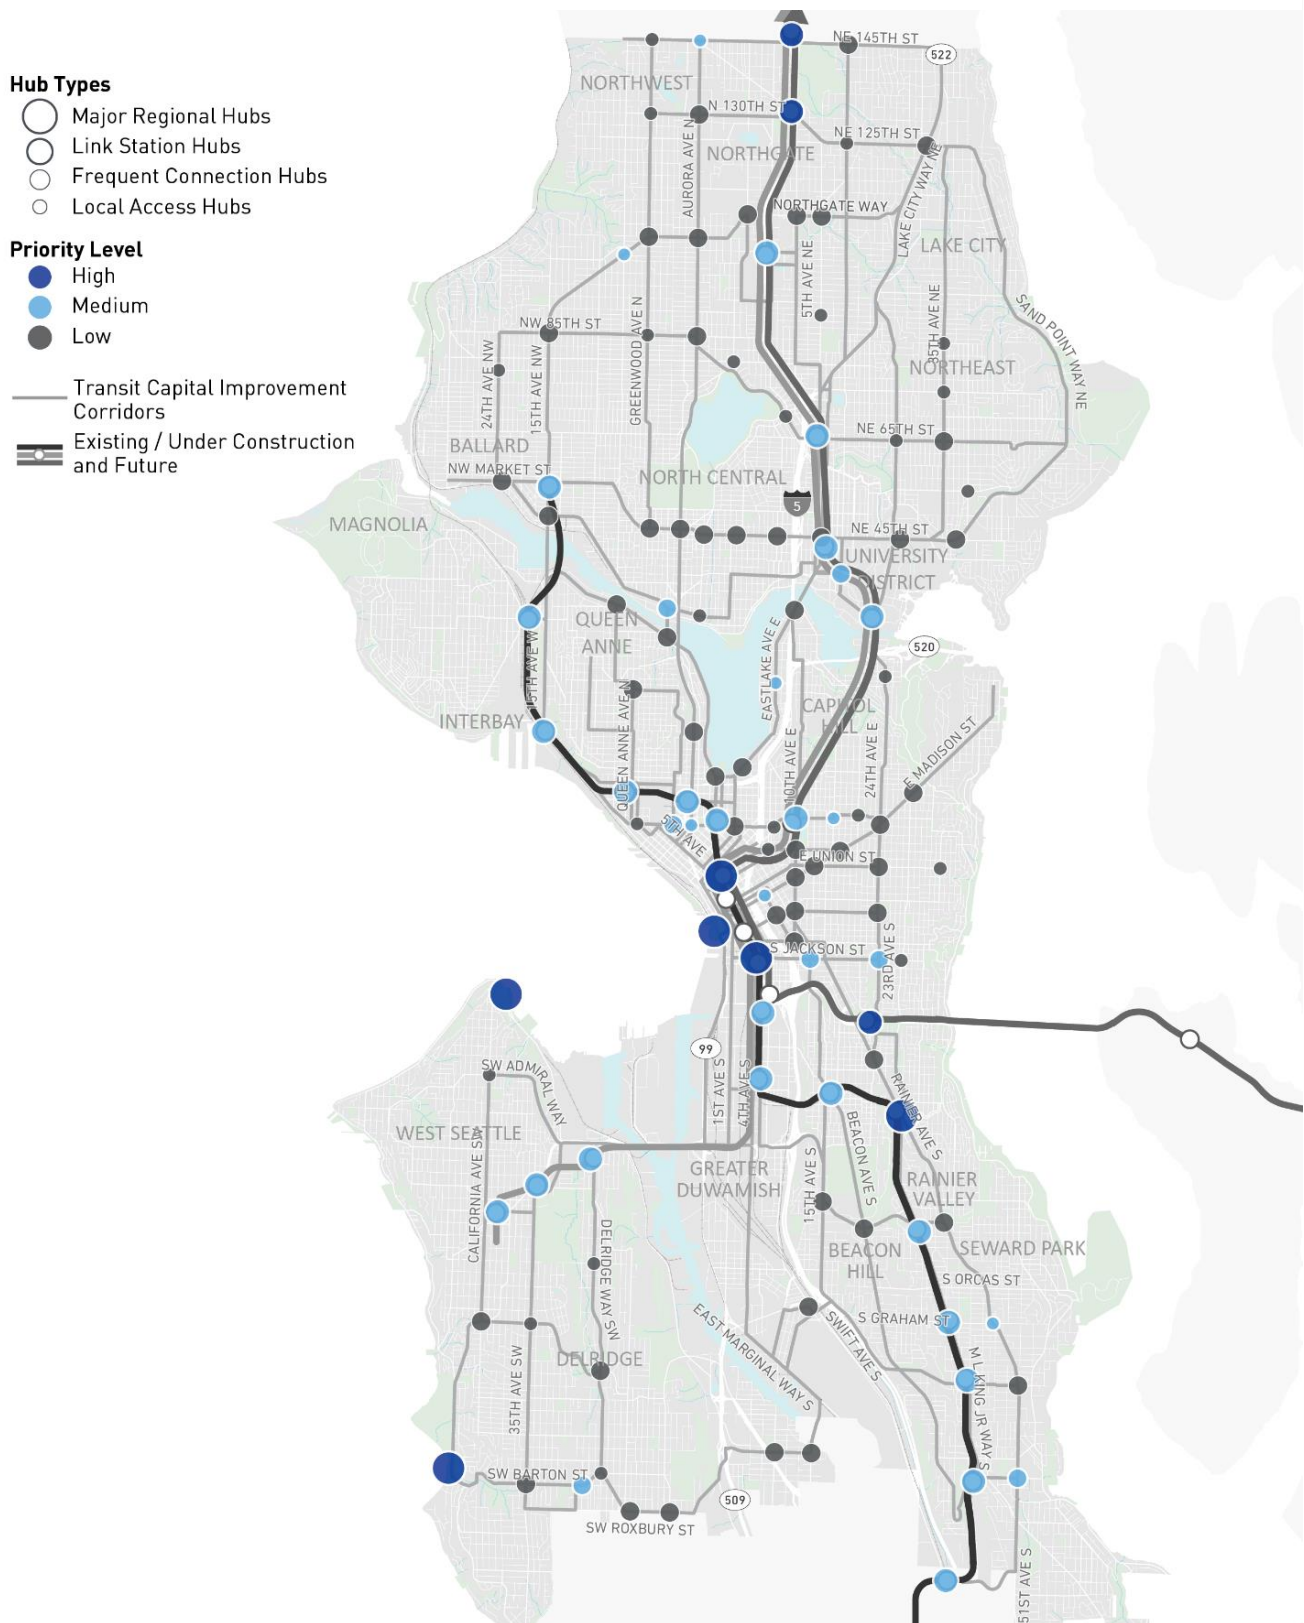 Hub Types
Major Regional Hubs
Link Station Hubs
Frequent Connection Hubs
Local Access Hubs
Priority Level
High
Medium
Low
Transit Capital Improvement
Corridors
Existing / Under Construction
and Future
NE 145TH ST
522
NORTHWEST
N 130TH ST
NE 125TH ST
NORTHGATE
AURORA AVE N
LAKE CITY WAY NE
NORTHGATE WAY
LAKE CITY
5TH AVE NE
SAND POINT WAY NE
35TH AVE NE
GREENWOOD AVE N
NW 85TH ST
24TH AVE NW
15TH AVE NW
NORTHEAST
NE 65TH ST
BALLARD
NW MARKET ST
NORTH CENTRAL
5
MAGNOLIA
NE 45TH ST
UNIVERSITY
DISTRICT
QUEEN
ANNE
520
EASTLAKE AVE E
15TH AVE W
CAPITOL
HILL
INTERBAY
QUEEN ANNE AVE N
10TH AVE E
24TH AVE E
E MADISON ST
5TH AVE
E UNION ST
S JACKSON ST
23RD AVE S
99
SW ADMIRAL WAY
1ST AVE S
4TH AVE S
RAINIER AVE S
WEST SEATTLE
BEACON AVE S
CALIFORNIA AVE SW
GREATER
DUWAMISH
15TH AVE S
RAINIER
VALLEY
DELRIDGE WAY SW
BEACON
HILL
SEWARD PARK
S ORCAS ST
S GRAHAM ST
EAST MARGINAL WAY S
SWIFT AVE S
DELRIDGE
35TH AVE SW
M L KING JR WAY S
SW BARTON ST
509
SW ROXBURY ST
51ST AVE S